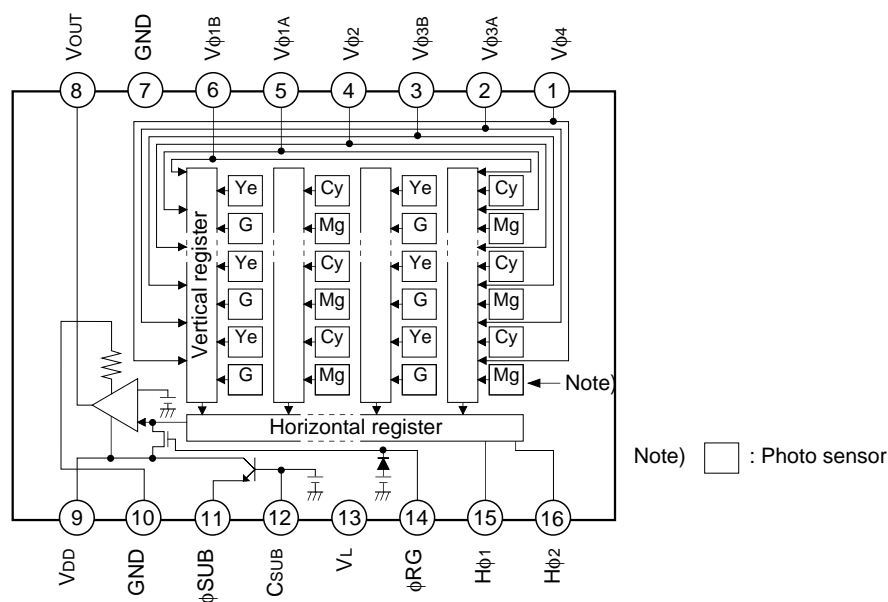 VOUT GND Vϕ1B Vϕ1A Vϕ2 Vϕ3B Vϕ3A Vϕ4
8 7 6 5 4 3 2 1
Ye Cy Ye Cy
G Mg G Mg
Ye Cy Ye Cy
G Mg G Mg
Ye Cy Ye Cy
G Mg G Mg
Vertical register
Note)
Horizontal register
Note) : Photo sensor
9 10 11 12 13 14 15 16
VDD GND ϕSUB CSUB VL ϕRG Hϕ1 Hϕ2